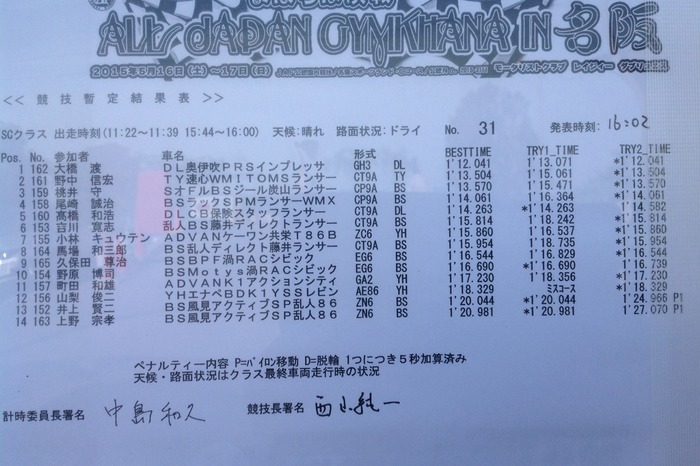 ALL JAPAN GYMKHANA IN 名阪
2015年5月16日(土)〜17日(日)
モータリストクラブ レイジィー
<< 競技暫定結果表 >>
SCクラス 出走時刻(11:22〜11:39 15:44〜16:00) 天候:晴れ 路面状況:ドライ No. 31 発表時刻: 16:02
Pos. No. 参加者 車名 形式 BESTTIME TRY1_TIME TRY2_TIME
1 162 大橋 渡 DL奥伊吹PRSインプレッサ GH3 DL 1'12.041 1'13.071 *1'12.041
2 161 野中 信宏 TY速心WMITOMSランサー CT9A TY 1'13.504 1'15.061 *1'13.504
3 159 桃井 守 SオフルBSジール炭山ランサー CP9A BS 1'13.570 1'15.471 *1'13.570
4 158 尾崎 誠治 BSラックSPMランサーWMX CP9A BS 1'14.061 1'16.364 *1'14.061
5 160 高橋 和浩 DLCB保険スタッフランサー CT9A DL 1'14.263 *1'14.263 1'14.582
6 153 吉川 寛志 乱人BS藤井ディレクトランサー CP9A BS 1'15.814 1'18.242 *1'15.814
7 155 小林 キュウテン ADVANケーワン共栄T86B ZC6 YH 1'15.860 1'15.537 *1'15.860
8 164 馬場 和三郎 BS乱人ディレクト藤井ランサー CT9A BS 1'15.954 1'18.735 *1'15.954
9 165 久保田 尊治 BSBPF渦RACシビック EG6 BS 1'16.544 1'16.829 *1'16.544
10 154 野原 博司 BSMotys渦RACシビック EG6 BS 1'16.690 *1'16.690 1'16.739
11 157 町田 和雄 ADVANK1アクションシティ GA2 YH 1'17.230 1'18.356 *1'17.230
12 156 山梨 俊二 YHエナペBDK1YSSレビン AE86 YH 1'18.329 ミスコース *1'18.329
13 152 井上 賢二 BS風見アクティブSP乱人86 ZN6 BS 1'20.044 *1'20.044 1'24.966 P1
14 163 上野 宗孝 BS風見アクティブSP乱人86 ZN6 BS 1'20.981 *1'20.981 1'27.070 P1
ペナルティー内容 P=パイロン移動 D=脱輪 1つにつき5秒加算済み
天候・路面状況はクラス最終車両走行時の状況
計時委員長署名 中島和久 競技長署名